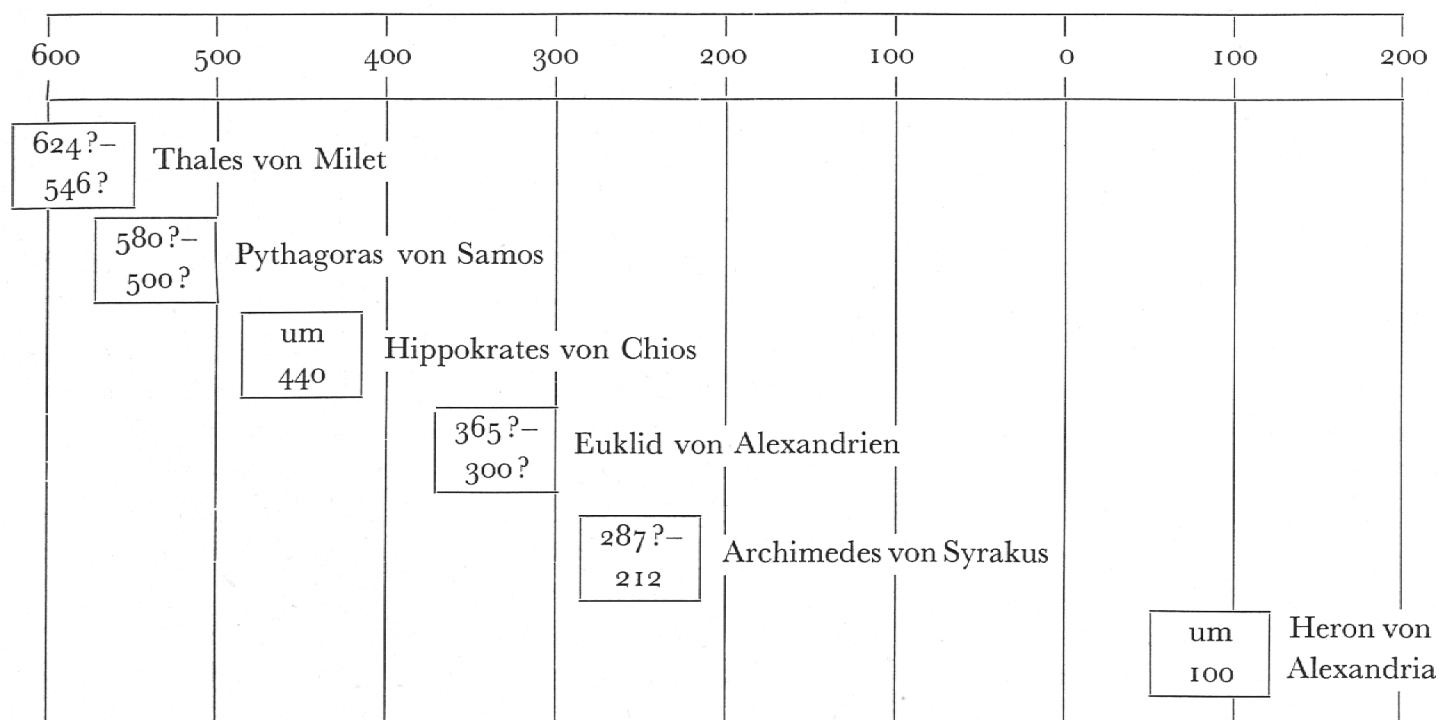 600 500 400 300 200 100 0 100 200
624?–
546?
Thales von Milet
580?–
500?
Pythagoras von Samos
um
440
Hippokrates von Chios
365?–
300?
Euklid von Alexandrien
287?–
212
Archimedes von Syrakus
um
100
Heron von
Alexandria